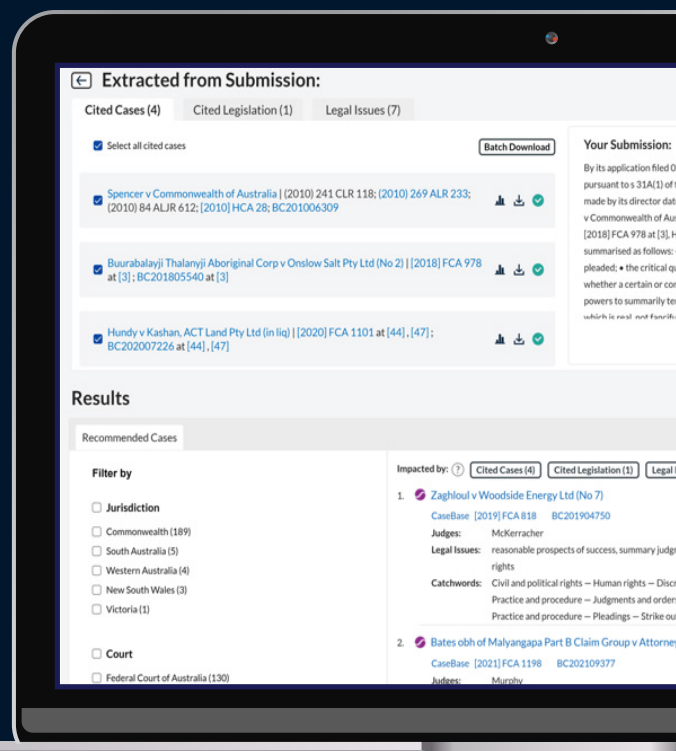 Extracted from Submission:
Cited Cases (4)
Cited Legislation (1)
Legal Issues (7)
Select all cited cases
Batch Download
Spencer v Commonwealth of Australia | (2010) 241 CLR 118; (2010) 269 ALR 233;
(2010) 84 ALJR 612; [2010] HCA 28; BC201006309
Buurabalayji Thalanyji Aboriginal Corp v Onslow Salt Pty Ltd (No 2) | [2018] FCA 978
at [3] ; BC201805540 at [3]
Hundy v Kashan, ACT Land Pty Ltd (in liq) | [2020] FCA 1101 at [44] , [47] ;
BC202007226 at [44] , [47]
Your Submission:
By its application filed 0
pursuant to s 31A(1) of
made by its director dat
v Commonwealth of Au
[2018] FCA 978 at [3], H
summarised as follows:
pleaded; • the critical qu
whether a certain or con
powers to summarily te
which is real, not fancifu
Results
Recommended Cases
Filter by
Jurisdiction
Commonwealth (189)
South Australia (5)
Western Australia (4)
New South Wales (3)
Victoria (1)
Court
Federal Court of Australia (130)
Impacted by: ? Cited Cases (4) Cited Legislation (1) Legal
1. Zaghloul v Woodside Energy Ltd (No 7)
CaseBase [2019] FCA 818 BC201904750
Judges: McKerracher
Legal Issues: reasonable prospects of success, summary judg
rights
Catchwords: Civil and political rights — Human rights — Disc
Practice and procedure — Judgments and order
Practice and procedure — Pleadings — Strike ou
2. Bates obh of Malyangapa Part B Claim Group v Attorney
CaseBase [2021] FCA 1198 BC202109377
Judges: Murphy